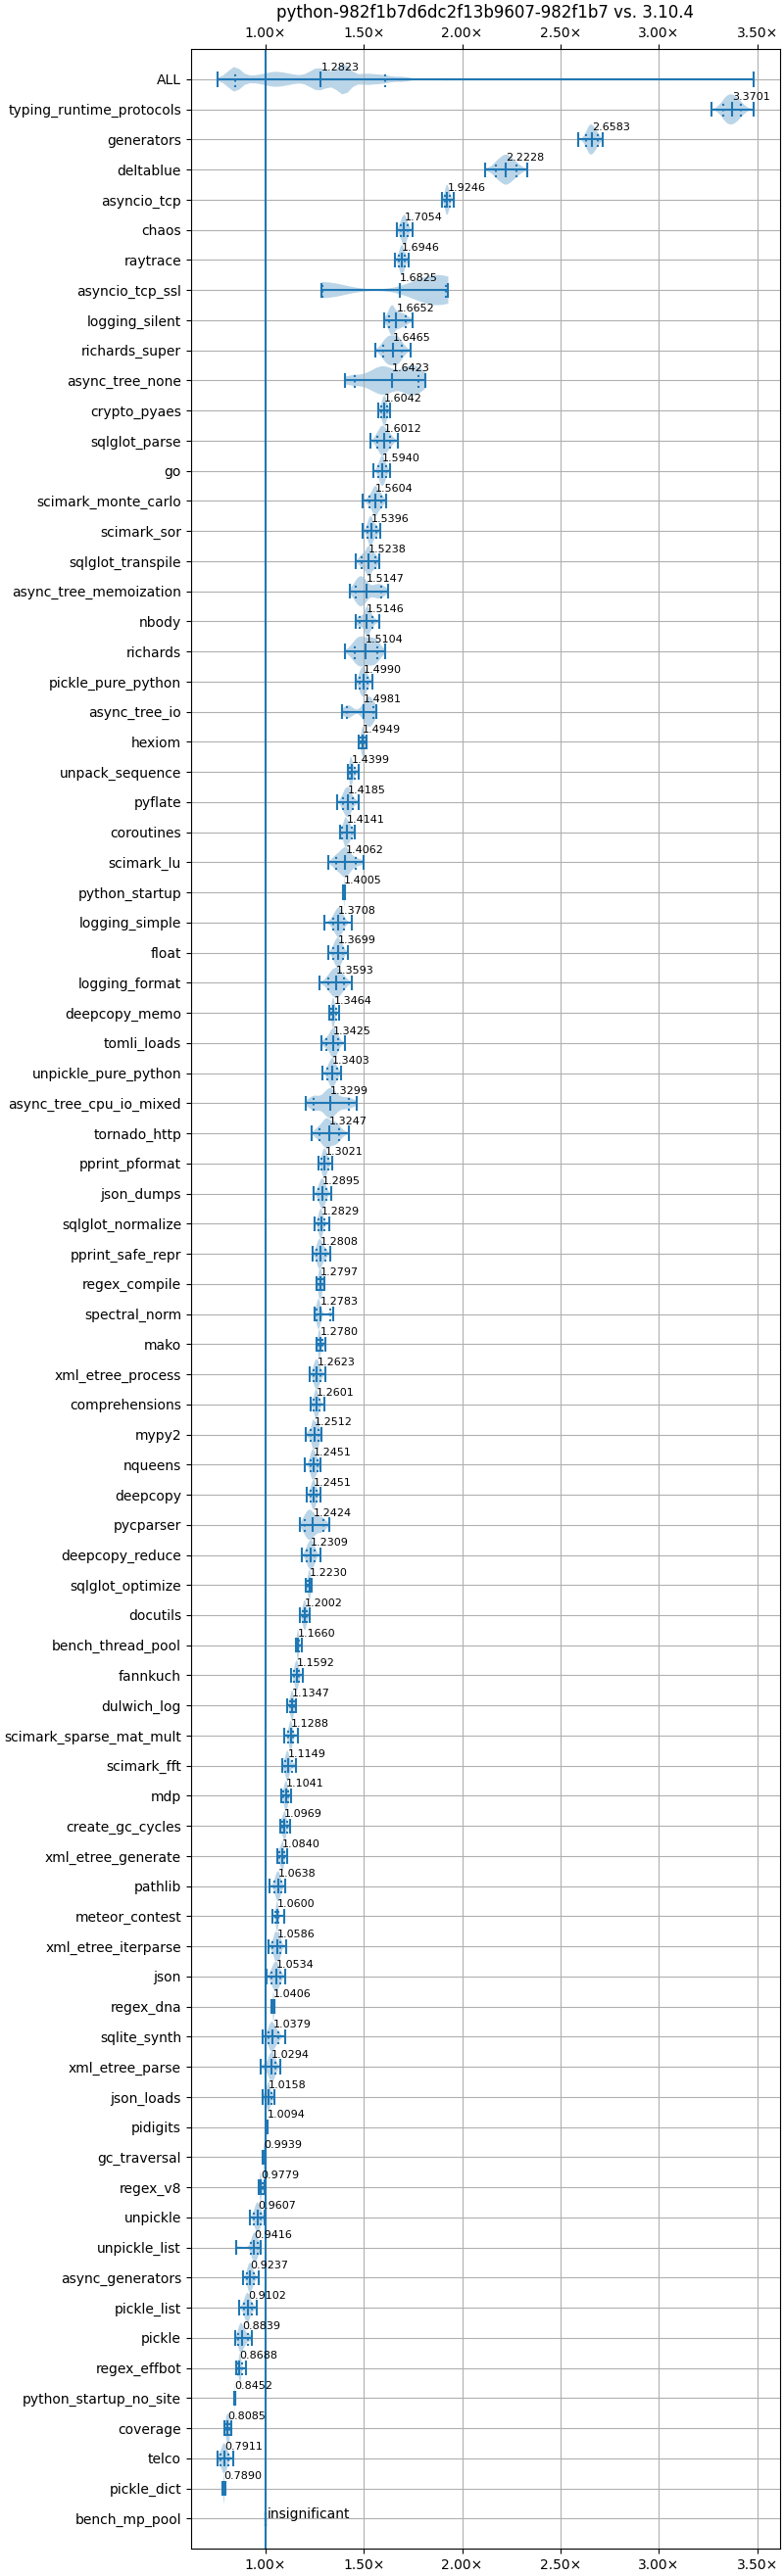 python-982f1b7d6dc2f13b9607-982f1b7 vs. 3.10.4
1.00× 1.50× 2.00× 2.50× 3.00× 3.50×
ALL 1.2823
typing_runtime_protocols 3.3701
generators 2.6583
deltablue 2.2228
asyncio_tcp 1.9246
chaos 1.7054
raytrace 1.6946
asyncio_tcp_ssl 1.6825
logging_silent 1.6652
richards_super 1.6465
async_tree_none 1.6423
crypto_pyaes 1.6042
sqlglot_parse 1.6012
go 1.5940
scimark_monte_carlo 1.5604
scimark_sor 1.5396
sqlglot_transpile 1.5238
async_tree_memoization 1.5147
nbody 1.5146
richards 1.5104
pickle_pure_python 1.4990
async_tree_io 1.4981
hexiom 1.4949
unpack_sequence 1.4399
pyflate 1.4185
coroutines 1.4141
scimark_lu 1.4062
python_startup 1.4005
logging_simple 1.3708
float 1.3699
logging_format 1.3593
deepcopy_memo 1.3464
tomli_loads 1.3425
unpickle_pure_python 1.3403
async_tree_cpu_io_mixed 1.3299
tornado_http 1.3247
pprint_pformat 1.3021
json_dumps 1.2895
sqlglot_normalize 1.2829
pprint_safe_repr 1.2808
regex_compile 1.2797
spectral_norm 1.2783
mako 1.2780
xml_etree_process 1.2623
comprehensions 1.2601
mypy2 1.2512
nqueens 1.2451
deepcopy 1.2451
pycparser 1.2424
deepcopy_reduce 1.2309
sqlglot_optimize 1.2230
docutils 1.2002
bench_thread_pool 1.1660
fannkuch 1.1592
dulwich_log 1.1347
scimark_sparse_mat_mult 1.1288
scimark_fft 1.1149
mdp 1.1041
create_gc_cycles 1.0969
xml_etree_generate 1.0840
pathlib 1.0638
meteor_contest 1.0600
xml_etree_iterparse 1.0586
json 1.0534
regex_dna 1.0406
sqlite_synth 1.0379
xml_etree_parse 1.0294
json_loads 1.0158
pidigits 1.0094
gc_traversal 0.9939
regex_v8 0.9779
unpickle 0.9607
unpickle_list 0.9416
async_generators 0.9237
pickle_list 0.9102
pickle 0.8839
regex_effbot 0.8688
python_startup_no_site 0.8452
coverage 0.8085
telco 0.7911
pickle_dict 0.7890
bench_mp_pool insignificant
1.00× 1.50× 2.00× 2.50× 3.00× 3.50×